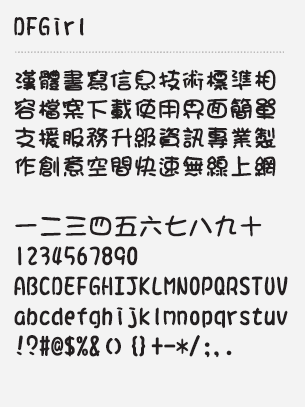 DFGirl
漢體書寫信息技術標準相
容檔案下載使用界面簡單
支援服務升級資訊專業製
作創意空間快速無線上網
一二三四五六七八九十
1234567890
ABCDEFGHIJKLMNOPQRSTUV
abcdefghijklmnopqrstuv
!?#@$%&(){}+-*/;:,.